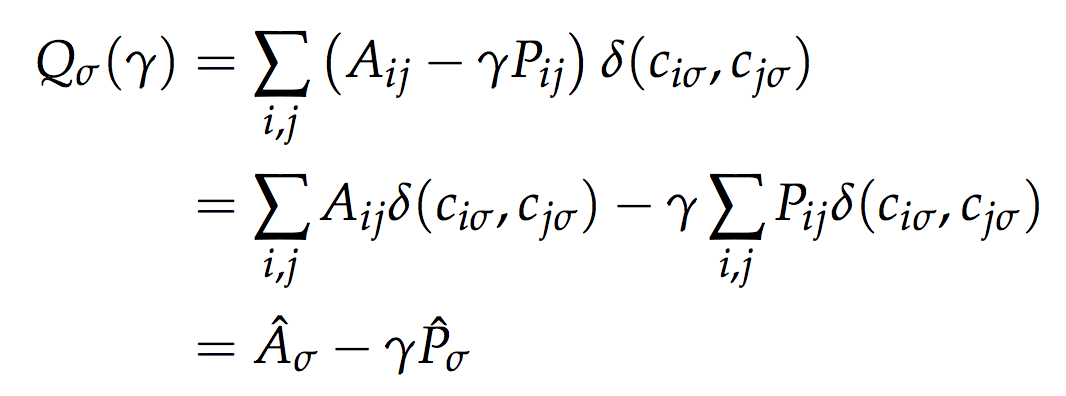 Q_σ(γ) = ∑_{i,j} (A_{ij} − γP_{ij}) δ(c_{iσ}, c_{jσ})
= ∑_{i,j} A_{ij}δ(c_{iσ}, c_{jσ}) − γ ∑_{i,j} P_{ij}δ(c_{iσ}, c_{jσ})
= Â_σ − γP̂_σ